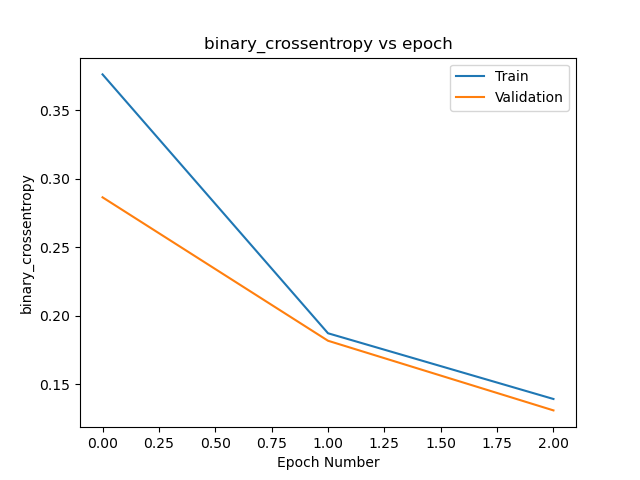 binary_crossentropy vs epoch
Train
Validation
binary_crossentropy
0.35
0.30
0.25
0.20
0.15
0.00 0.25 0.50 0.75 1.00 1.25 1.50 1.75 2.00
Epoch Number